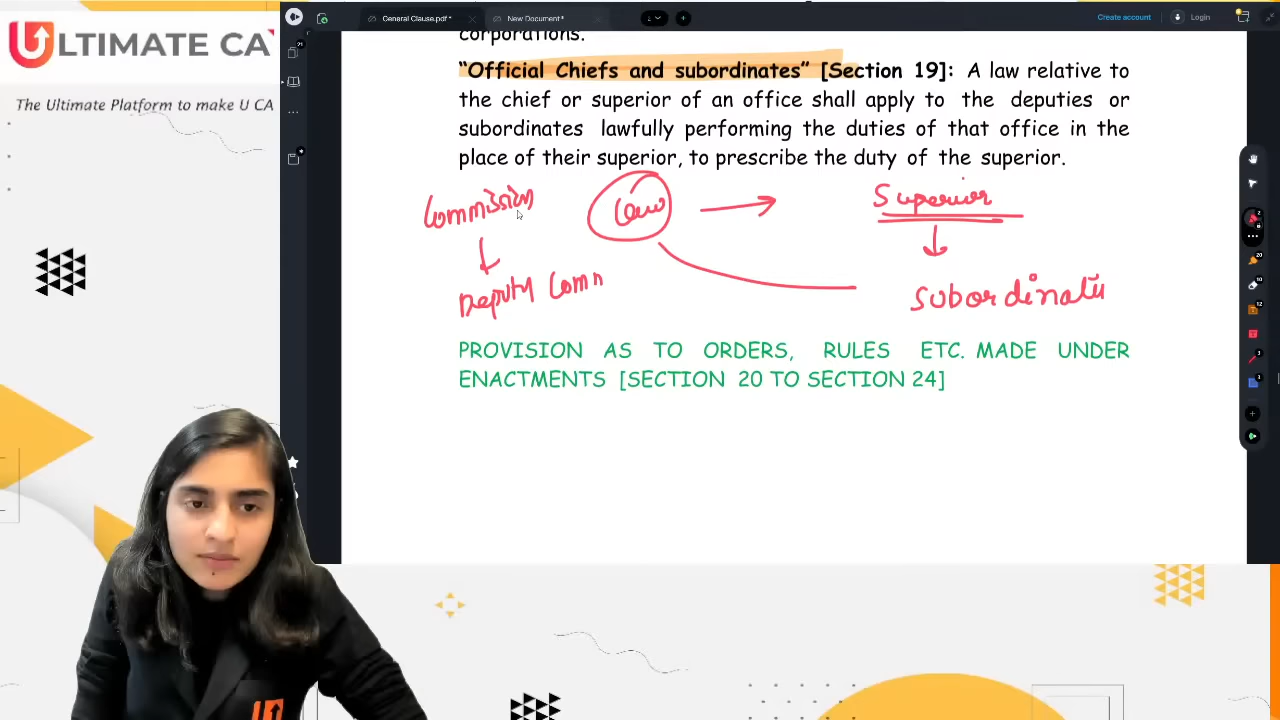 ULTIMATE CA
The Ultimate Platform to make U CA
General Clause.pdf *
New Document*
1
Create account
Login
corporations.
“Official Chiefs and subordinates” [Section 19]: A law relative to
the chief or superior of an office shall apply to the deputies or
subordinates lawfully performing the duties of that office in the
place of their superior, to prescribe the duty of the superior.
Commission
Law
Superior
Deputy Comn
Subordinate
PROVISION AS TO ORDERS, RULES ETC. MADE UNDER
ENACTMENTS [SECTION 20 TO SECTION 24]